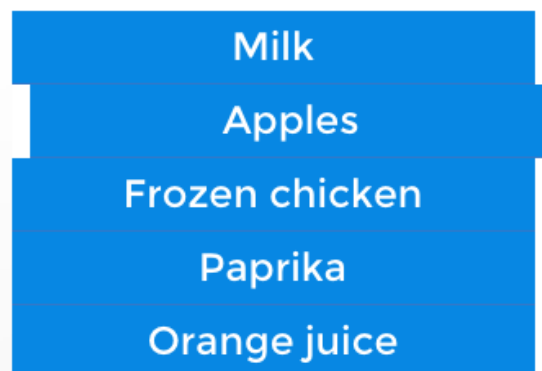 Milk
Apples
Frozen chicken
Paprika
Orange juice